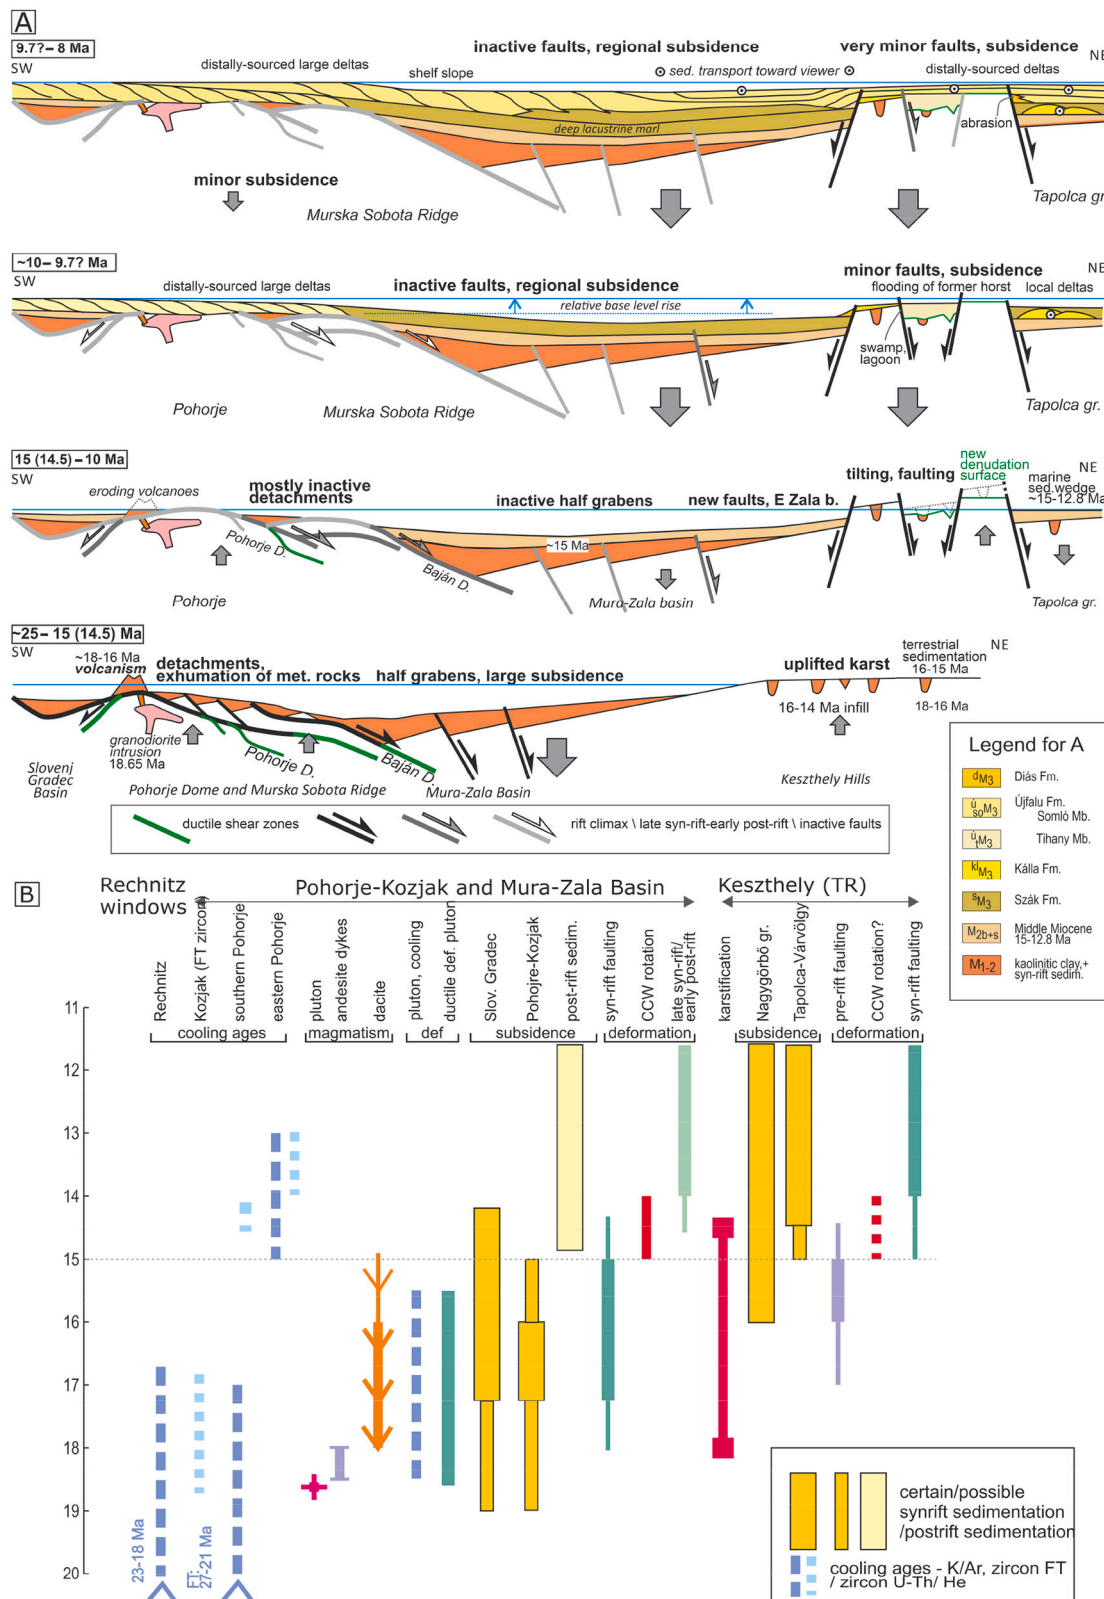 A
9.7?– 8 Ma
SW
inactive faults, regional subsidence
very minor faults, subsidence
NE
distally-sourced large deltas
shelf slope
sed. transport toward viewer
distally-sourced deltas
deep lacustrine marl
abrasion
minor subsidence
Murska Sobota Ridge
Tapolca gr.
~10– 9.7? Ma
SW
distally-sourced large deltas
inactive faults, regional subsidence
relative base level rise
minor faults, subsidence
NE
flooding of former horst
local deltas
swamp,
lagoon
Pohorje
Murska Sobota Ridge
Tapolca gr.
15 (14.5) – 10 Ma
SW
eroding volcanoes
mostly inactive
detachments
inactive half grabens
new faults, E Zala b.
tilting, faulting
new
denudation
surface
NE
marine
sed.wedge
~15-12.8 Ma
Pohorje D.
~15 Ma
Baján D.
Pohorje
Mura-Zala basin
Tapolca gr.
~25– 15 (14.5) Ma
SW
~18-16 Ma
volcanism
detachments,
exhumation of met. rocks
half grabens, large subsidence
uplifted karst
terrestrial
sedimentation
16-15 Ma
NE
16-14 Ma infill
18-16 Ma
granodiorite
intrusion
18.65 Ma
Pohorje D.
Baján D.
Slovenj
Gradec
Basin
Pohorje Dome and Murska Sobota Ridge
Mura-Zala Basin
Keszthely Hills
ductile shear zones
rift climax \ late syn-rift-early post-rift \ inactive faults
Legend for A
dM3 Diás Fm.
úsoM3 Újfalu Fm.
Somló Mb.
útM3 Tihany Mb.
klM3 Kálla Fm.
sM3 Szák Fm.
M2b+s Middle Miocene
15-12.8 Ma
M1-2 kaolinitic clay,+
syn-rift sedim.
B
Rechnitz
windows
Pohorje-Kozjak and Mura-Zala Basin
Keszthely (TR)
Rechnitz
Kozjak (FT zircon)
southern Pohorje
eastern Pohorje
pluton
andesite dykes
dacite
pluton, cooling
ductile def. pluton
Slov. Gradec
Pohojre-Kozjak
post-rift sedim.
syn-rift faulting
CCW rotation
late syn-rift/
early post-rift
karstification
Nagygörbő gr.
Tapolca-Várvölgy
pre-rift faulting
CCW rotation?
syn-rift faulting
cooling ages
magmatism
def
subsidence
deformation
subsidence
deformation
11
12
13
14
15
16
17
18
19
20
23-18 Ma
FT:
27-21 Ma
certain/possible
synrift sedimentation
/postrift sedimentation
cooling ages - K/Ar, zircon FT
/ zircon U-Th/ He